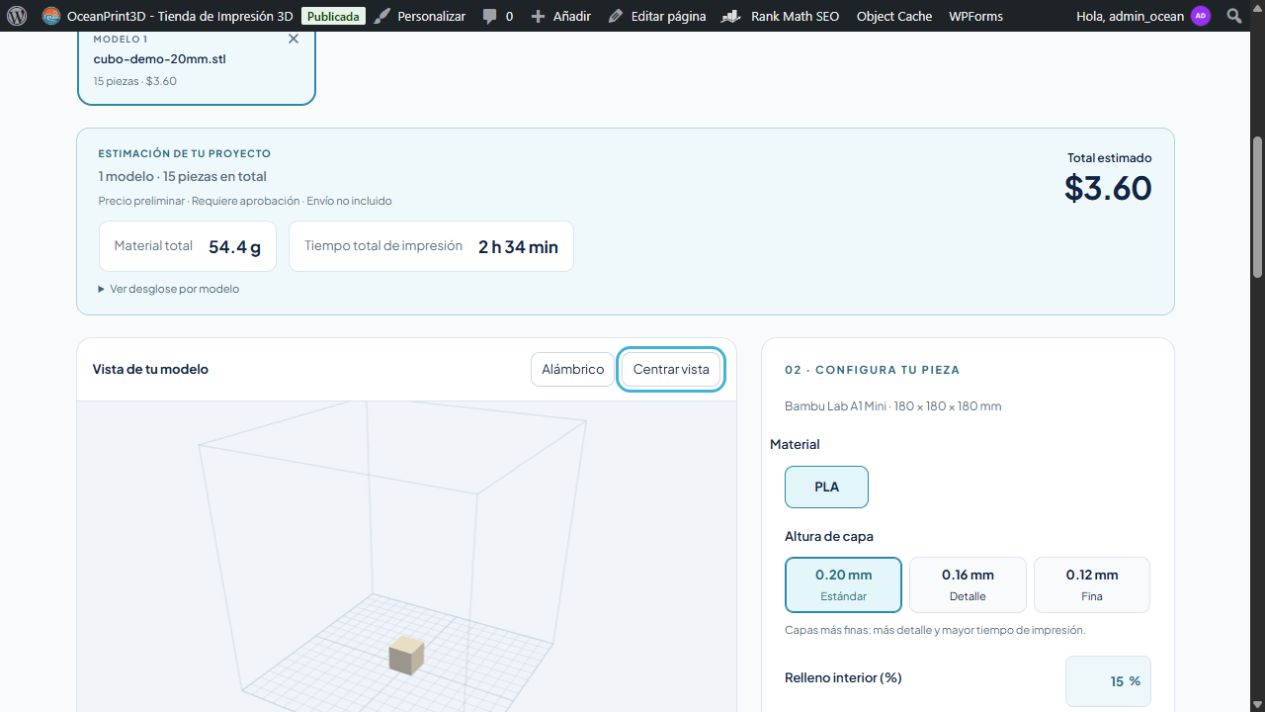 OceanPrint3D - Tienda de Impresión 3D Publicada Personalizar 0 Añadir Editar página Rank Math SEO Object Cache WPForms Hola, admin_ocean AD
MODELO 1
cubo-demo-20mm.stl
15 piezas · $3.60
ESTIMACIÓN DE TU PROYECTO
1 modelo · 15 piezas en total
Precio preliminar · Requiere aprobación · Envío no incluido
Total estimado
$3.60
Material total 54.4 g
Tiempo total de impresión 2 h 34 min
Ver desglose por modelo
Vista de tu modelo
Alámbrico
Centrar vista
02 · CONFIGURA TU PIEZA
Bambu Lab A1 Mini · 180 × 180 × 180 mm
Material
PLA
Altura de capa
0.20 mm
Estándar
0.16 mm
Detalle
0.12 mm
Fina
Capas más finas: más detalle y mayor tiempo de impresión.
Relleno interior (%)
15 %